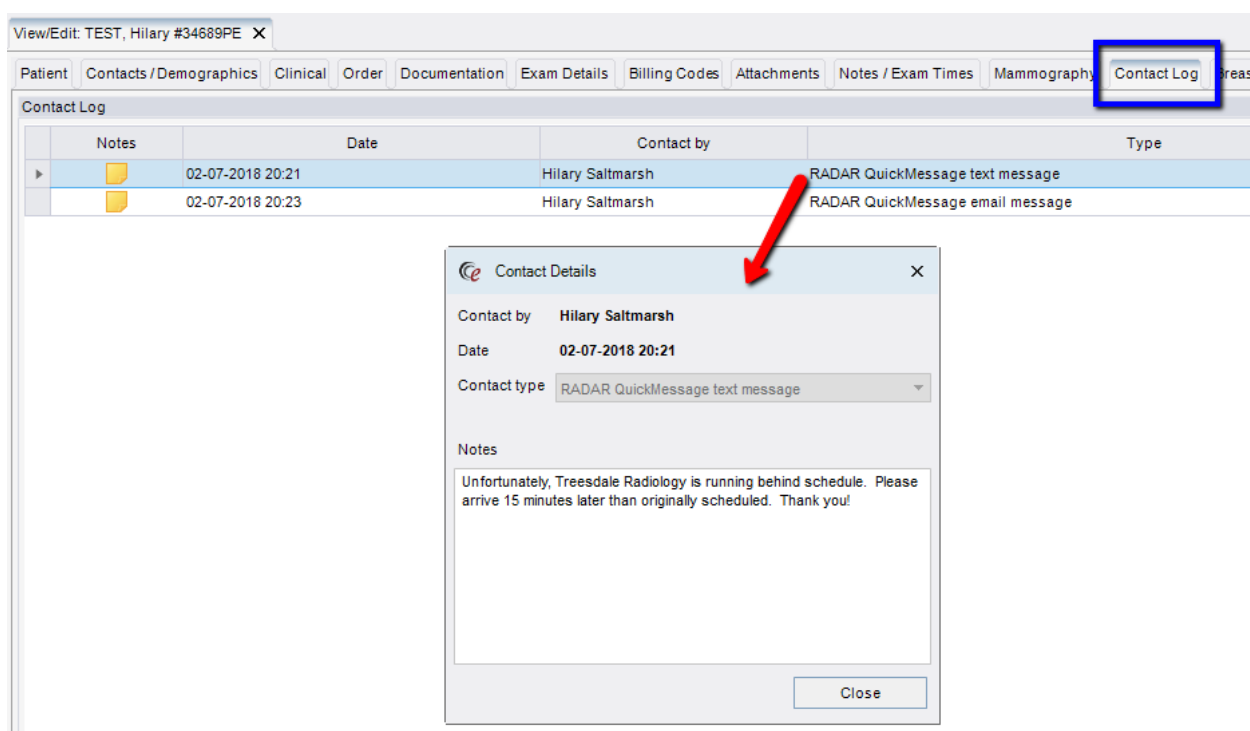 View/Edit: TEST, Hilary #34689PE X
Patient Contacts / Demographics Clinical Order Documentation Exam Details Billing Codes Attachments Notes / Exam Times Mammography Contact Log
Contact Log
Notes Date Contact by Type
02-07-2018 20:21 Hilary Saltmarsh RADAR QuickMessage text message
02-07-2018 20:23 Hilary Saltmarsh RADAR QuickMessage email message
Contact Details
Contact by Hilary Saltmarsh
Date 02-07-2018 20:21
Contact type RADAR QuickMessage text message
Notes
Unfortunately, Treesdale Radiology is running behind schedule. Please
arrive 15 minutes later than originally scheduled. Thank you!
Close